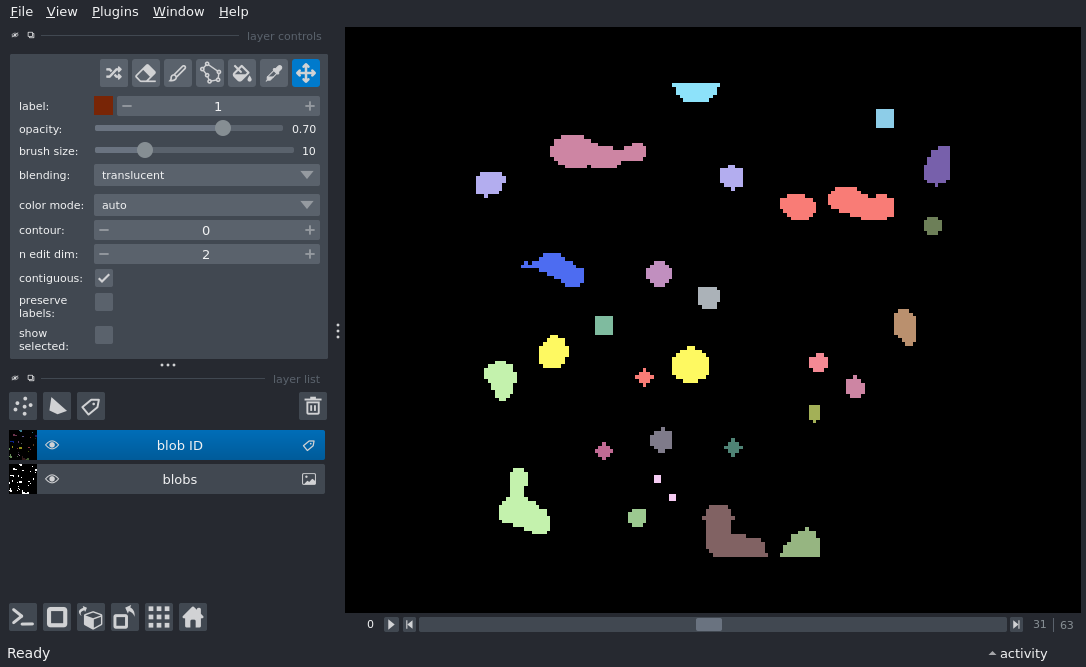 File View Plugins Window Help
layer controls
label: 1
opacity: 0.70
brush size: 10
blending: translucent
color mode: auto
contour: 0
n edit dim: 2
contiguous:
preserve
labels:
show
selected:
layer list
blob ID
blobs
0 31 | 63
Ready activity